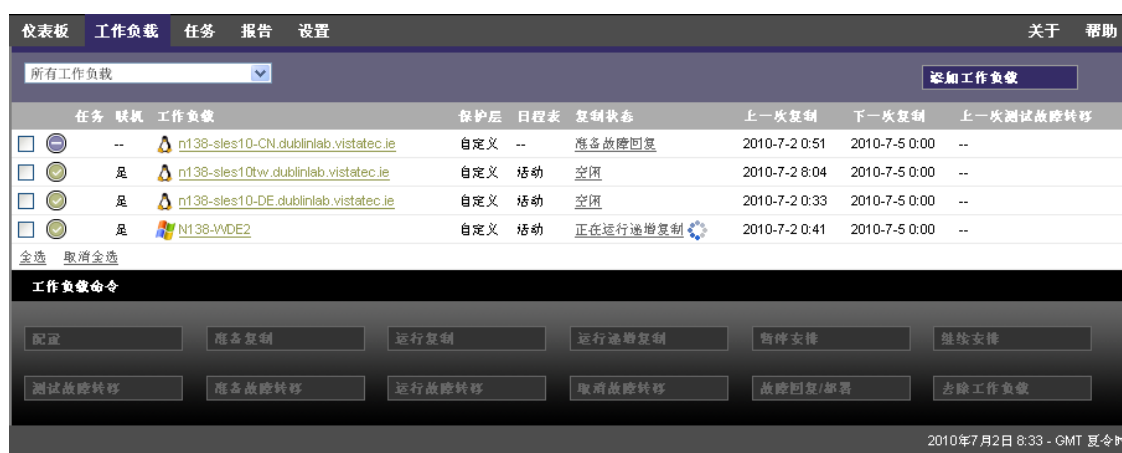 仪表板 工作负载 任务 报告 设置 关于 帮助
所有工作负载 添加工作负载
任务 联机 工作负载 保护层 日程表 复制状态 上一次复制 下一次复制 上一次测试故障转移
-- n138-sles10-CN.dublinlab.vistatec.ie 自定义 -- 准备故障回复 2010-7-2 0:51 2010-7-5 0:00 --
是 n138-sles10tw.dublinlab.vistatec.ie 自定义 活动 空闲 2010-7-2 8:04 2010-7-5 0:00 --
是 n138-sles10-DE.dublinlab.vistatec.ie 自定义 活动 空闲 2010-7-2 0:33 2010-7-5 0:00 --
是 N138-WDE2 自定义 活动 正在运行递增复制 2010-7-2 0:41 2010-7-5 0:00 --
全选 取消全选
工作负载命令
配置 准备复制 运行复制 运行递增复制 暂停安排 继续安排
测试故障转移 准备故障转移 运行故障转移 取消故障转移 故障回复/部署 去除工作负载
2010年7月2日 8:33 - GMT 夏令